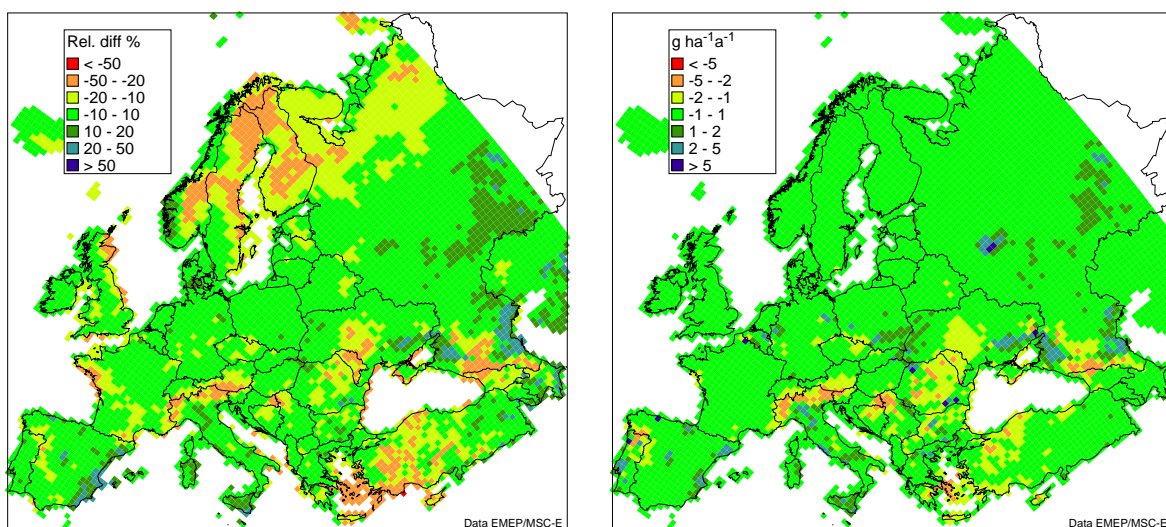 Rel. diff %
< -50
-50 - -20
-20 - -10
-10 - 10
10 - 20
20 - 50
> 50
Data EMEP/MSC-E
g ha⁻¹a⁻¹
< -5
-5 - -2
-2 - -1
-1 - 1
1 - 2
2 - 5
> 5
Data EMEP/MSC-E